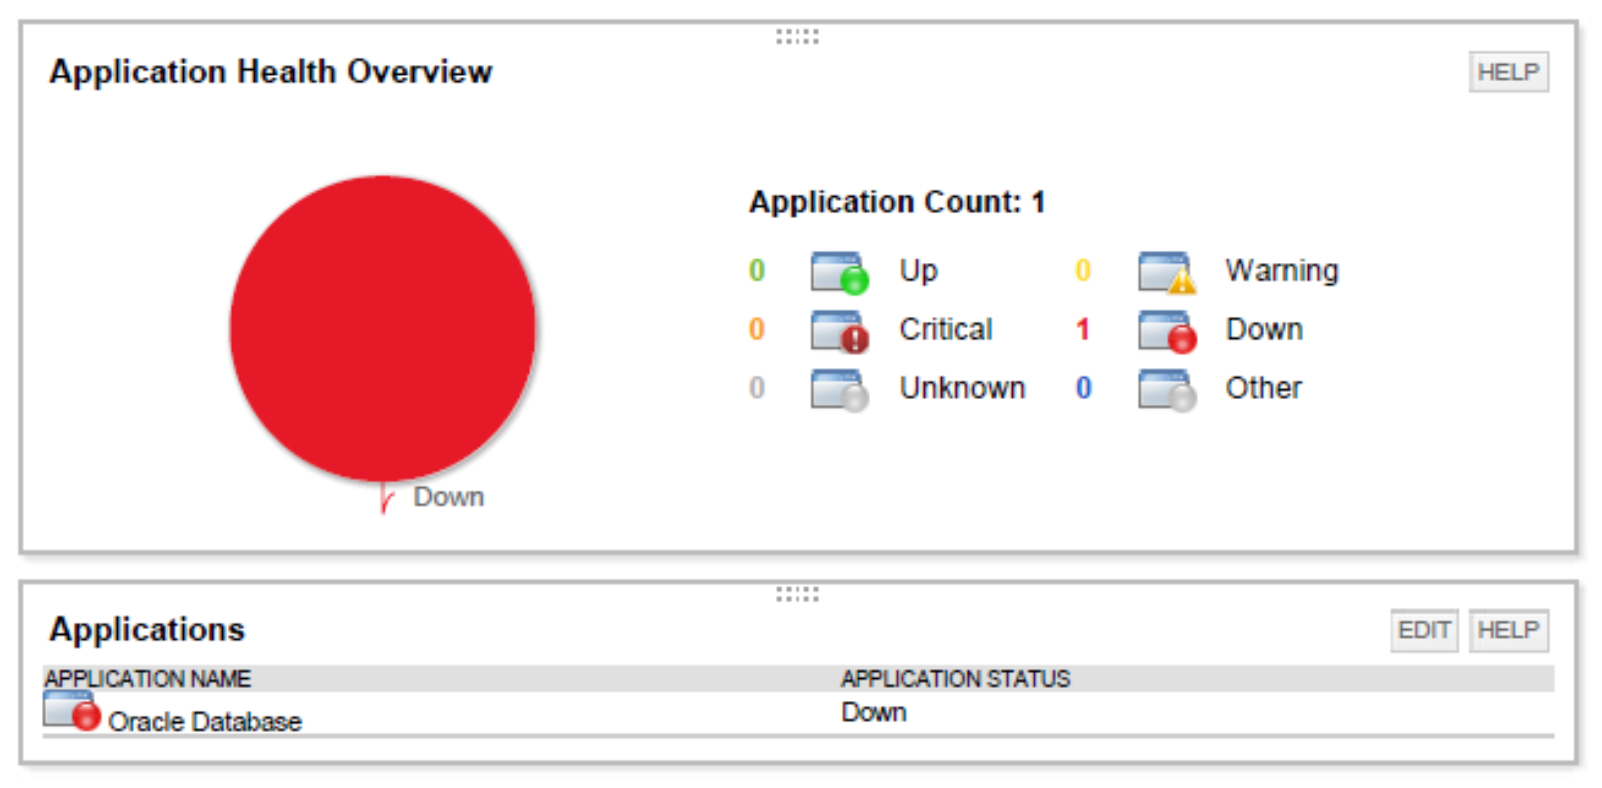 Application Health Overview
HELP
Application Count: 1
0 Up 0 Warning
0 Critical 1 Down
0 Unknown 0 Other
Down
Applications
EDIT HELP
APPLICATION NAME APPLICATION STATUS
Oracle Database Down